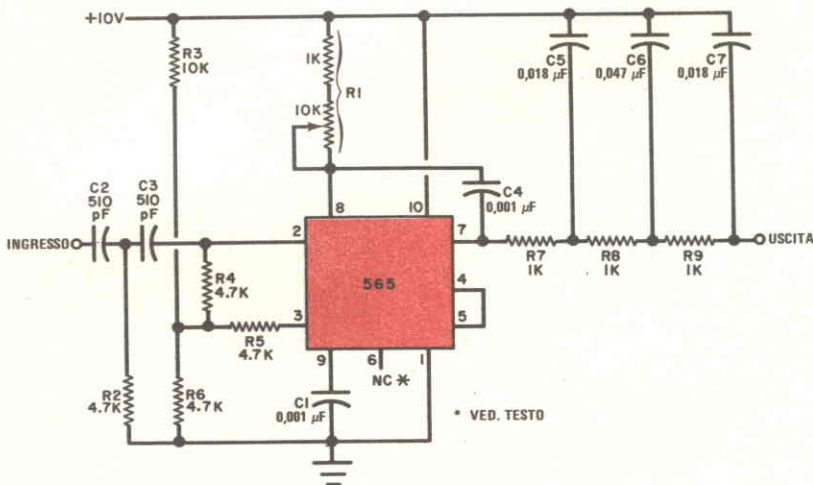 +10V
R3
10K
1K
R1
10K
C5
0,018 µF
C6
0,047 µF
C7
0,018 µF
C2
510
pF
C3
510
pF
C4
0,001 µF
8
10
INGRESSO
2
7
USCITA
R7
1K
R8
1K
R9
1K
R4
4.7K
565
4
3
5
R5
4.7K
9
6
1
NC *
R2
4.7K
R6
4.7K
C1
0,001 µF
* VED. TESTO